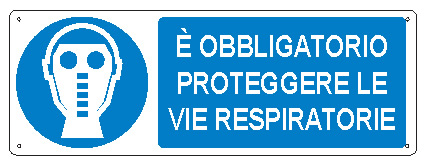 È OBBLIGATORIO
PROTEGGERE LE
VIE RESPIRATORIE